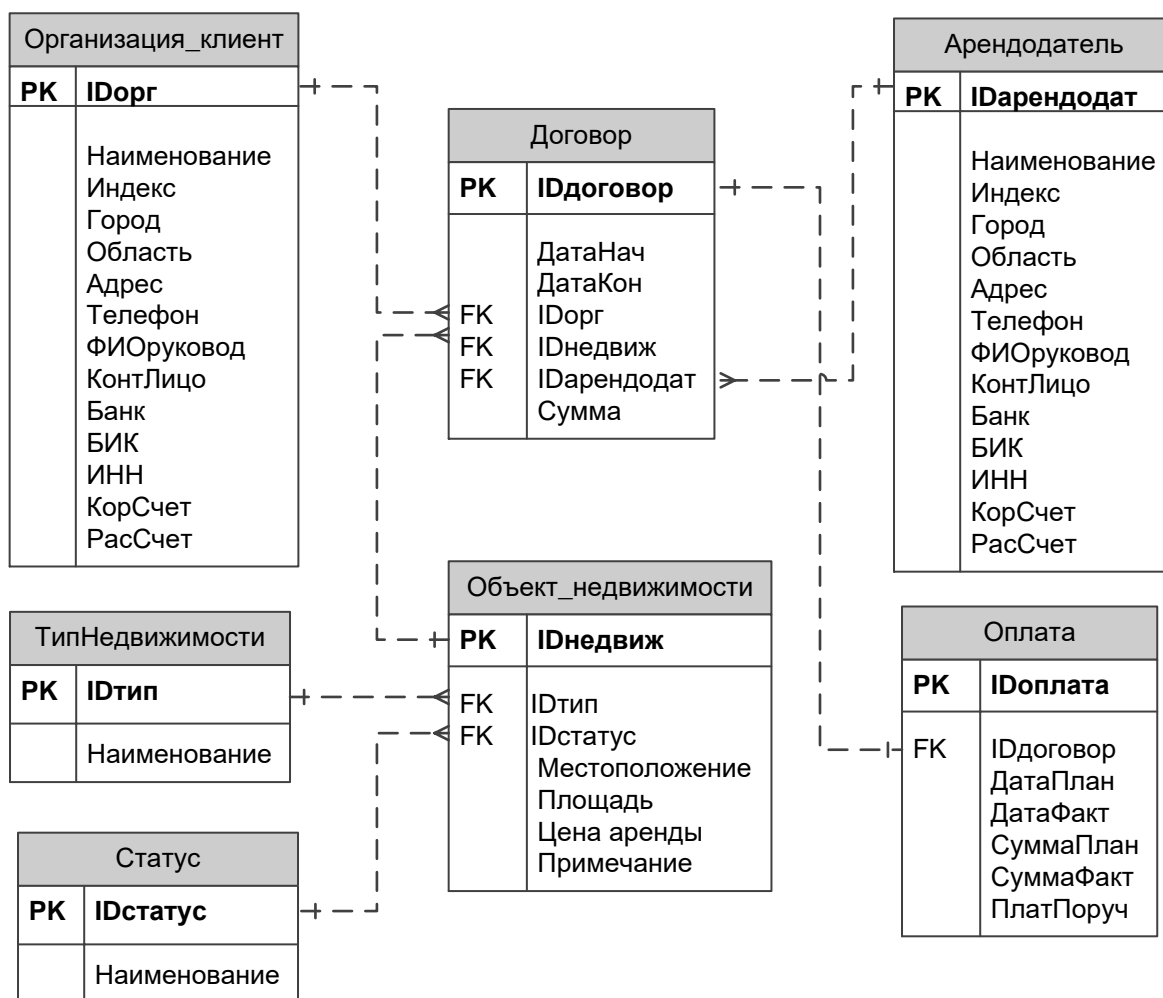 Организация_клиент
PK IDорг
Наименование
Индекс
Город
Область
Адрес
Телефон
ФИОруковод
КонтЛицо
Банк
БИК
ИНН
КорСчет
РасСчет
Договор
PK IDдоговор
ДатаНач
ДатаКон
FK IDорг
FK IDнедвиж
FK IDарендодат
Сумма
Арендодатель
PK IDарендодат
Наименование
Индекс
Город
Область
Адрес
Телефон
ФИОруковод
КонтЛицо
Банк
БИК
ИНН
КорСчет
РасСчет
ТипНедвижимости
PK IDтип
Наименование
Объект_недвижимости
PK IDнедвиж
FK IDтип
FK IDстатус
Местоположение
Площадь
Цена аренды
Примечание
Оплата
PK IDоплата
FK IDдоговор
ДатаПлан
ДатаФакт
СуммаПлан
СуммаФакт
ПлатПоруч
Статус
PK IDстатус
Наименование